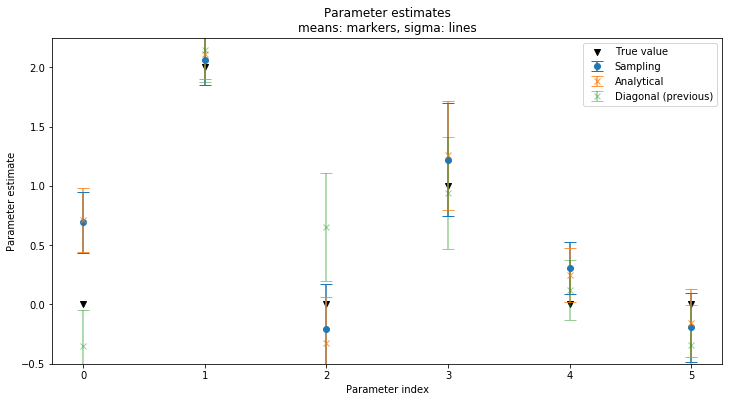 Parameter estimates
means: markers, sigma: lines
True value
Sampling
Analytical
Diagonal (previous)
Parameter estimate
2.0
1.5
1.0
0.5
0.0
−0.5
0 1 2 3 4 5
Parameter index